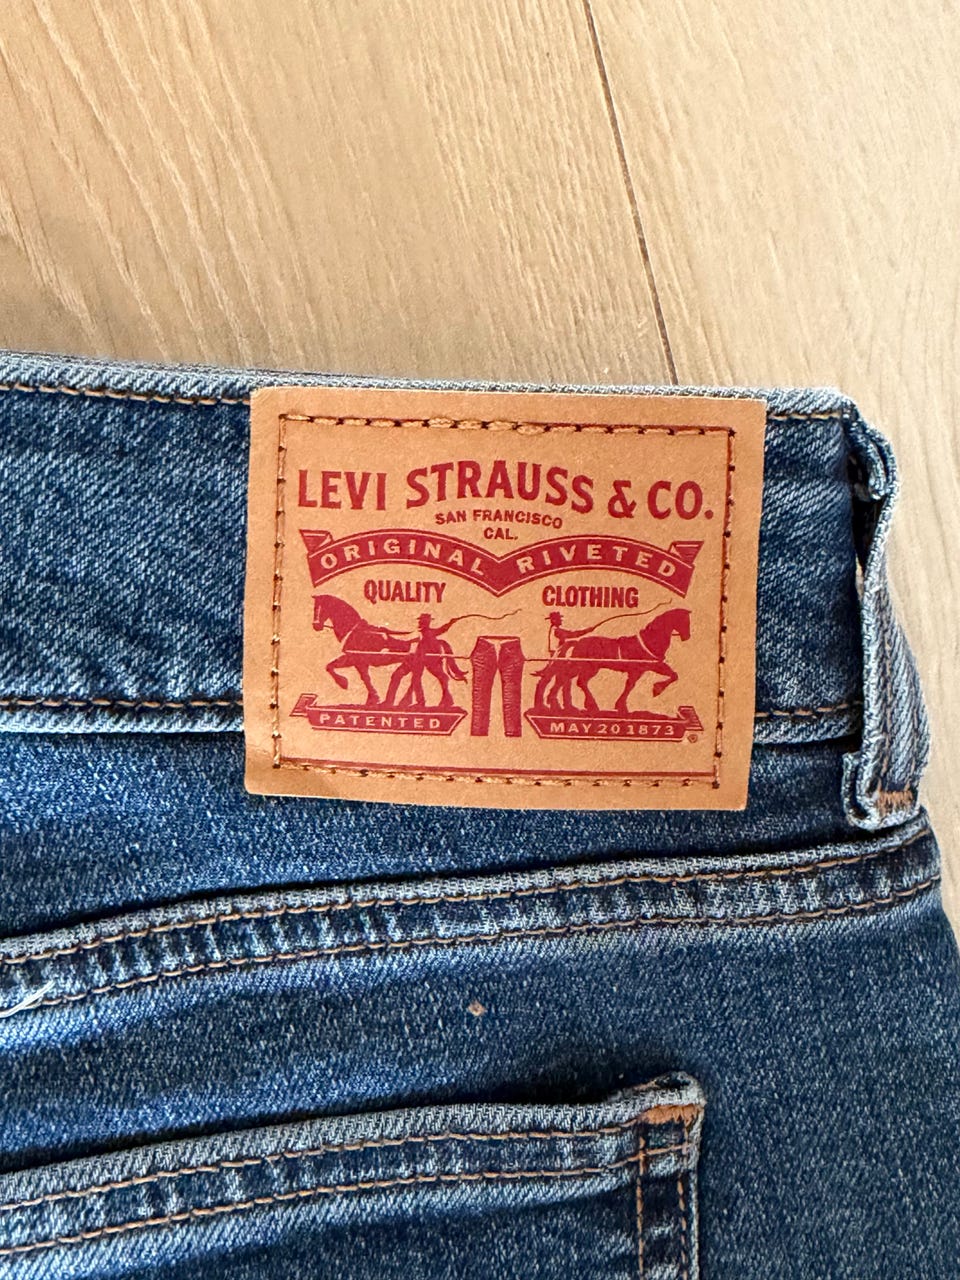 LEVI STRAUSS & CO.
SAN FRANCISCO
CAL.
ORIGINAL RIVETED
QUALITY CLOTHING
PATENTED MAY 20 1873 ®